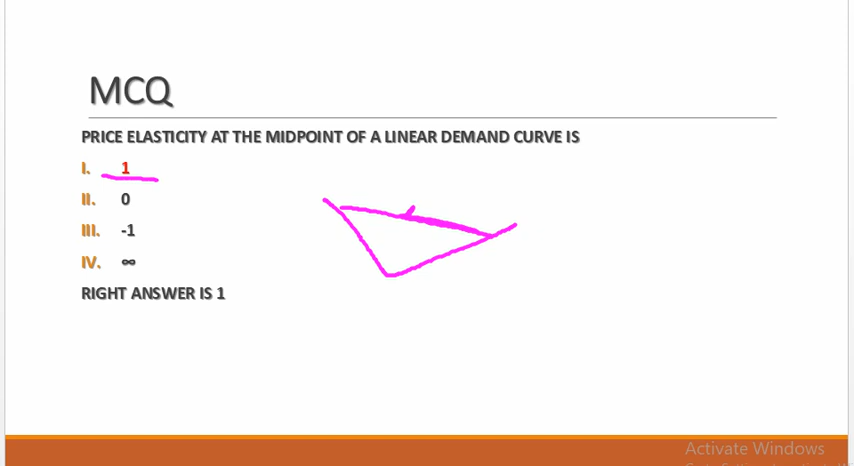 MCQ
PRICE ELASTICITY AT THE MIDPOINT OF A LINEAR DEMAND CURVE IS
I. 1
II. 0
III. -1
IV. ∞
RIGHT ANSWER IS 1
Activate Windows